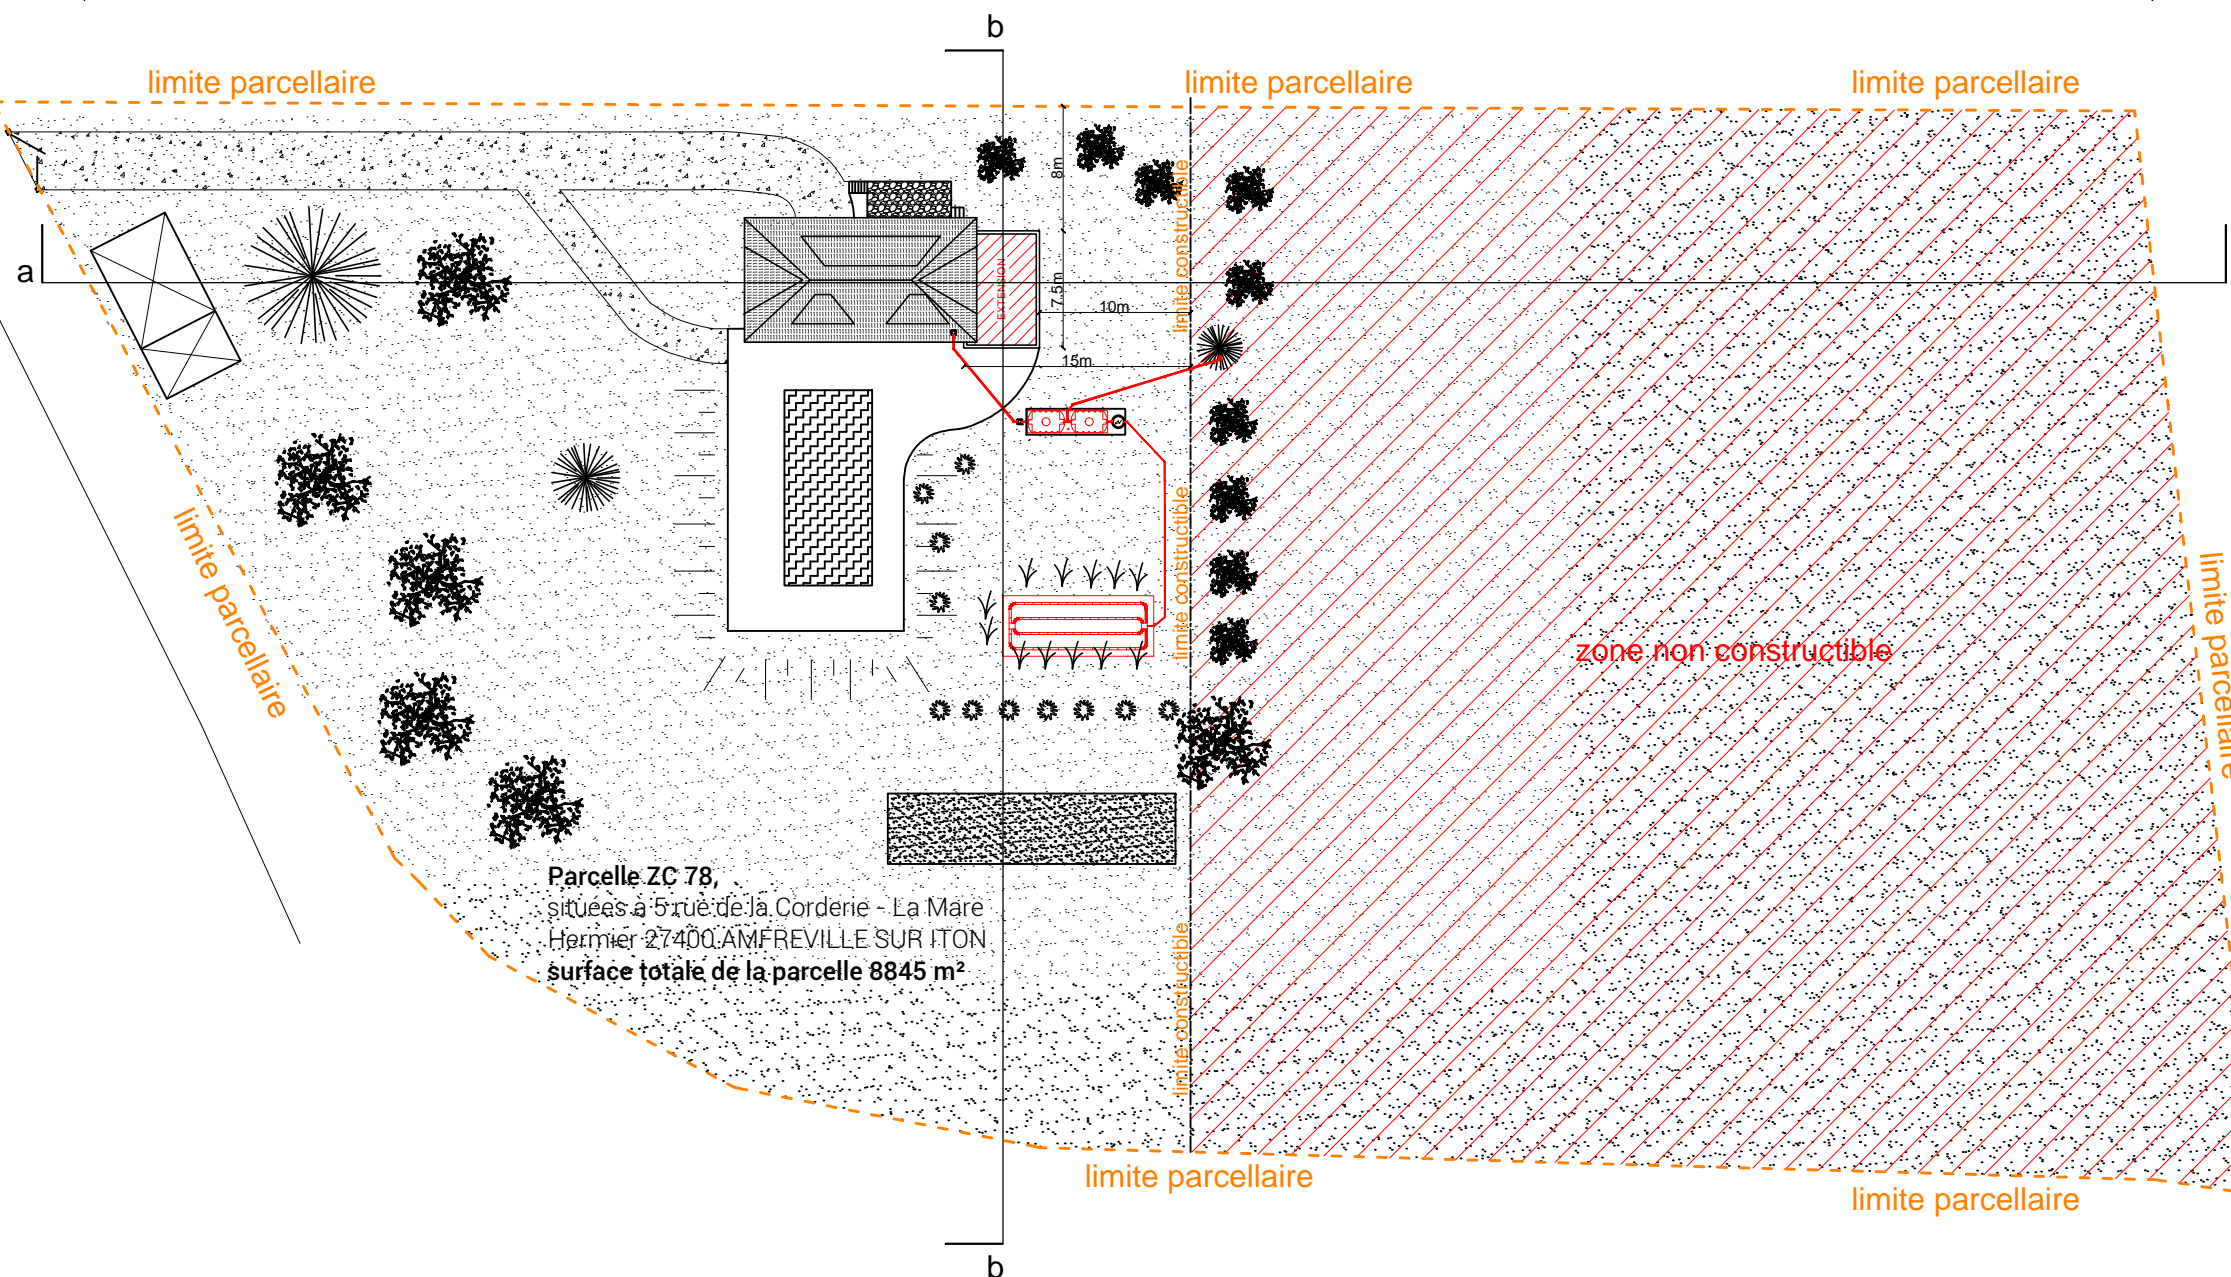 b
limite parcellaire
limite parcellaire
limite parcellaire
limite constructible
8m
a
EXTENSION
7.5m
10m
15m
limite parcellaire
limite constructible
limite parcellaire
zone non constructible
Parcelle ZC 78,
situées à 5 rue de la Corderie - La Mare
Hermier 27400 AMFREVILLE SUR ITON
surface totale de la parcelle 8845 m²
limite constructible
limite parcellaire
limite parcellaire
b